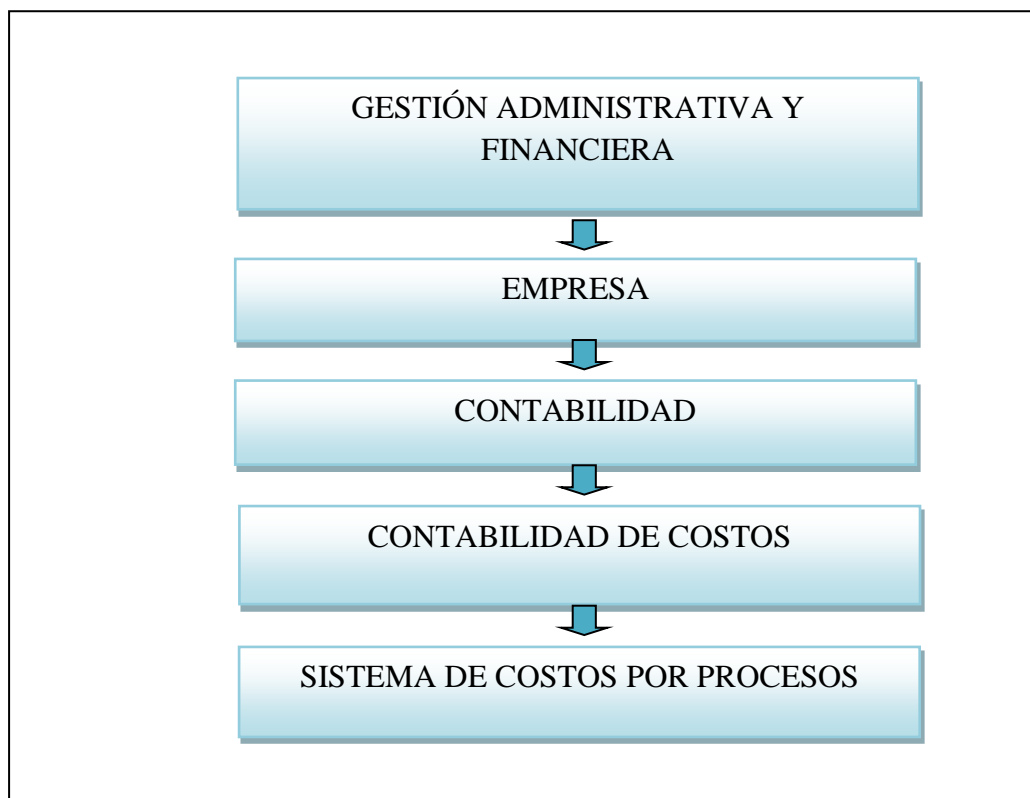 GESTIÓN ADMINISTRATIVA Y
FINANCIERA
EMPRESA
CONTABILIDAD
CONTABILIDAD DE COSTOS
SISTEMA DE COSTOS POR PROCESOS